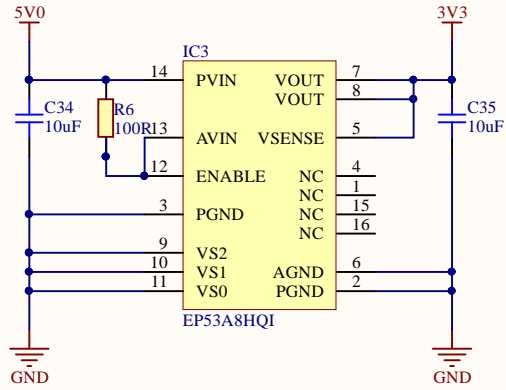 5V0
3V3
IC3
14 PVIN VOUT 7
VOUT 8
C34
10uF
R6
100R
C35
10uF
13 AVIN VSENSE 5
12 ENABLE NC 4
NC 1
3 PGND NC 15
NC 16
9 VS2
10 VS1 AGND 6
11 VS0 PGND 2
EP53A8HQI
GND
GND